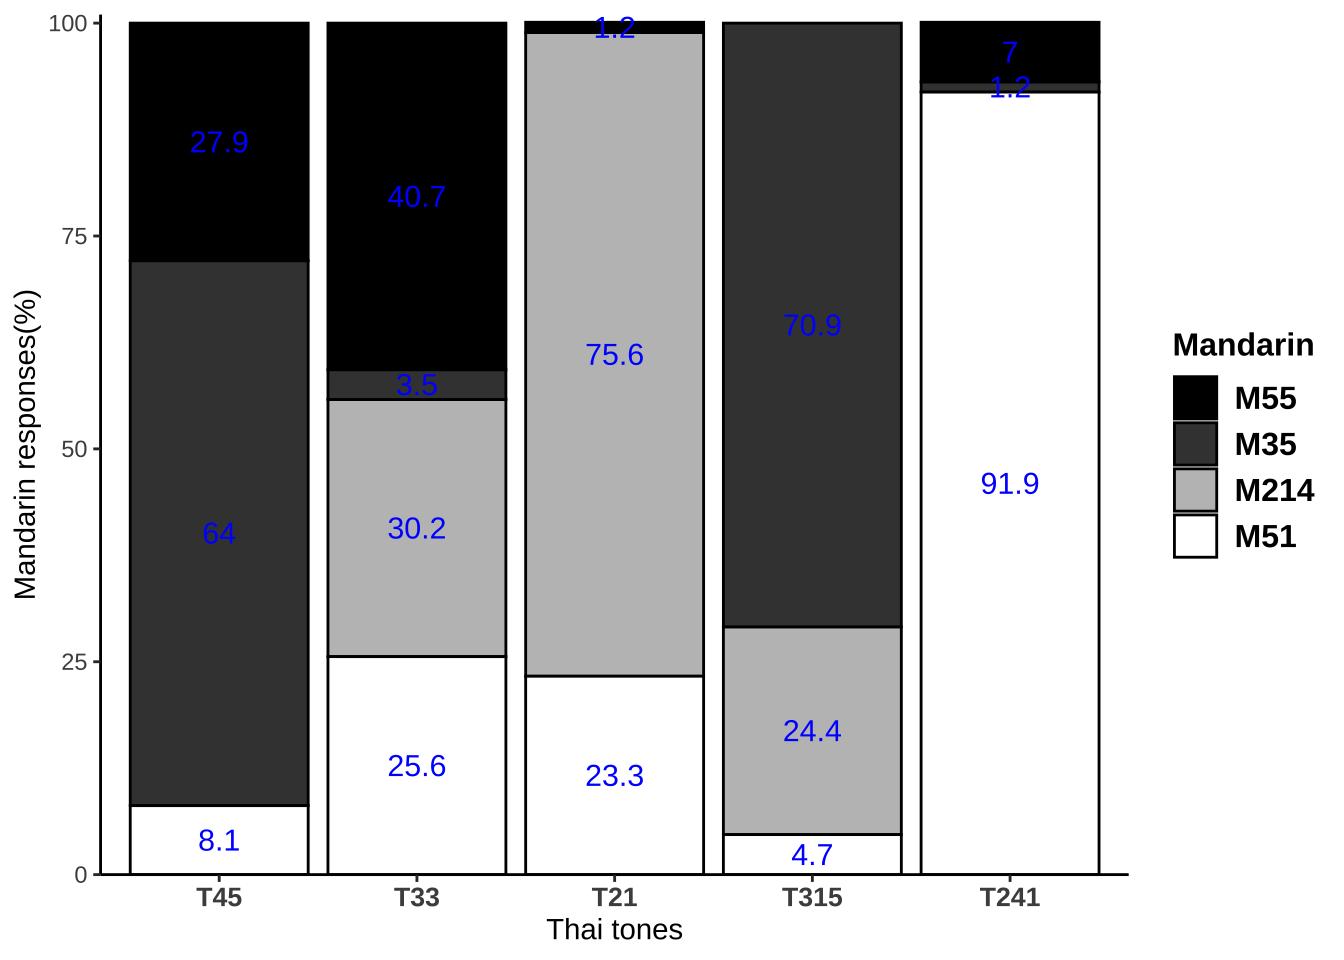 100
75
50
25
0
Mandarin responses(%)
27.9
64
8.1
40.7
3.5
30.2
25.6
1.2
75.6
23.3
70.9
24.4
4.7
7
1.2
91.9
T45
T33
T21
T315
T241
Thai tones
Mandarin
M55
M35
M214
M51